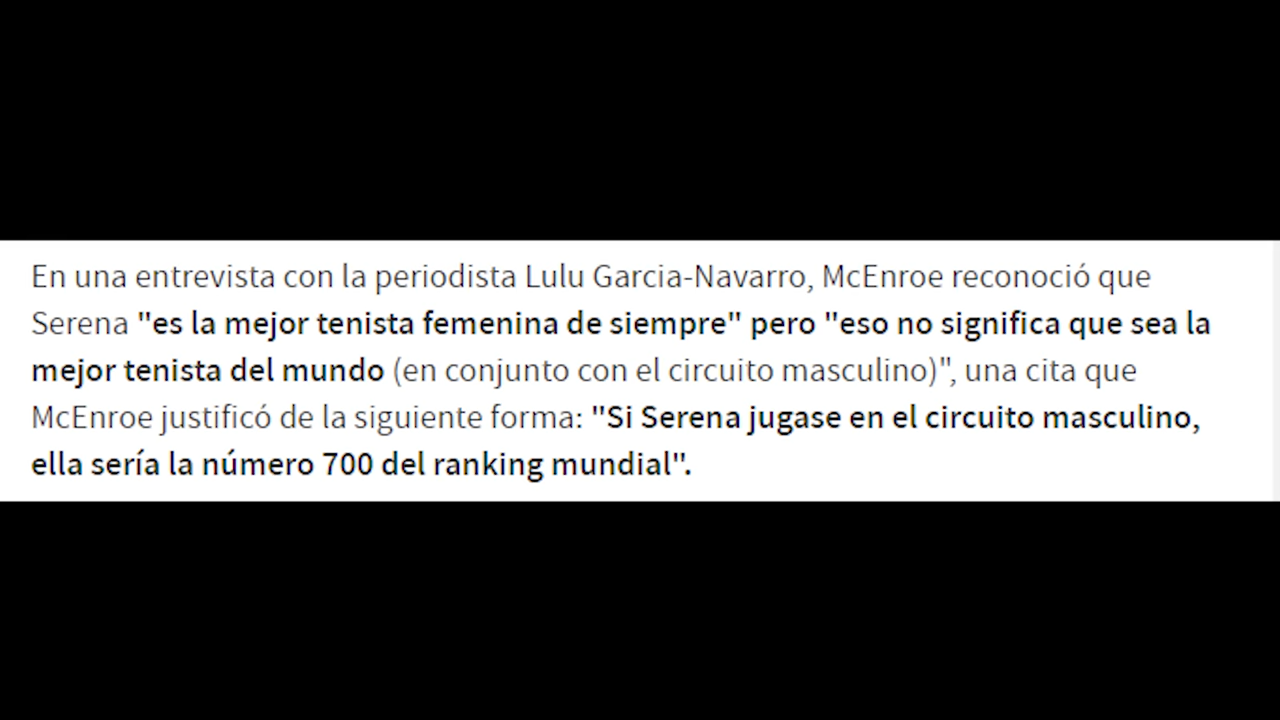 En una entrevista con la periodista Lulu Garcia-Navarro, McEnroe reconoció que
Serena "es la mejor tenista femenina de siempre" pero "eso no significa que sea la
mejor tenista del mundo (en conjunto con el circuito masculino)", una cita que
McEnroe justificó de la siguiente forma: "Si Serena jugase en el circuito masculino,
ella sería la número 700 del ranking mundial".